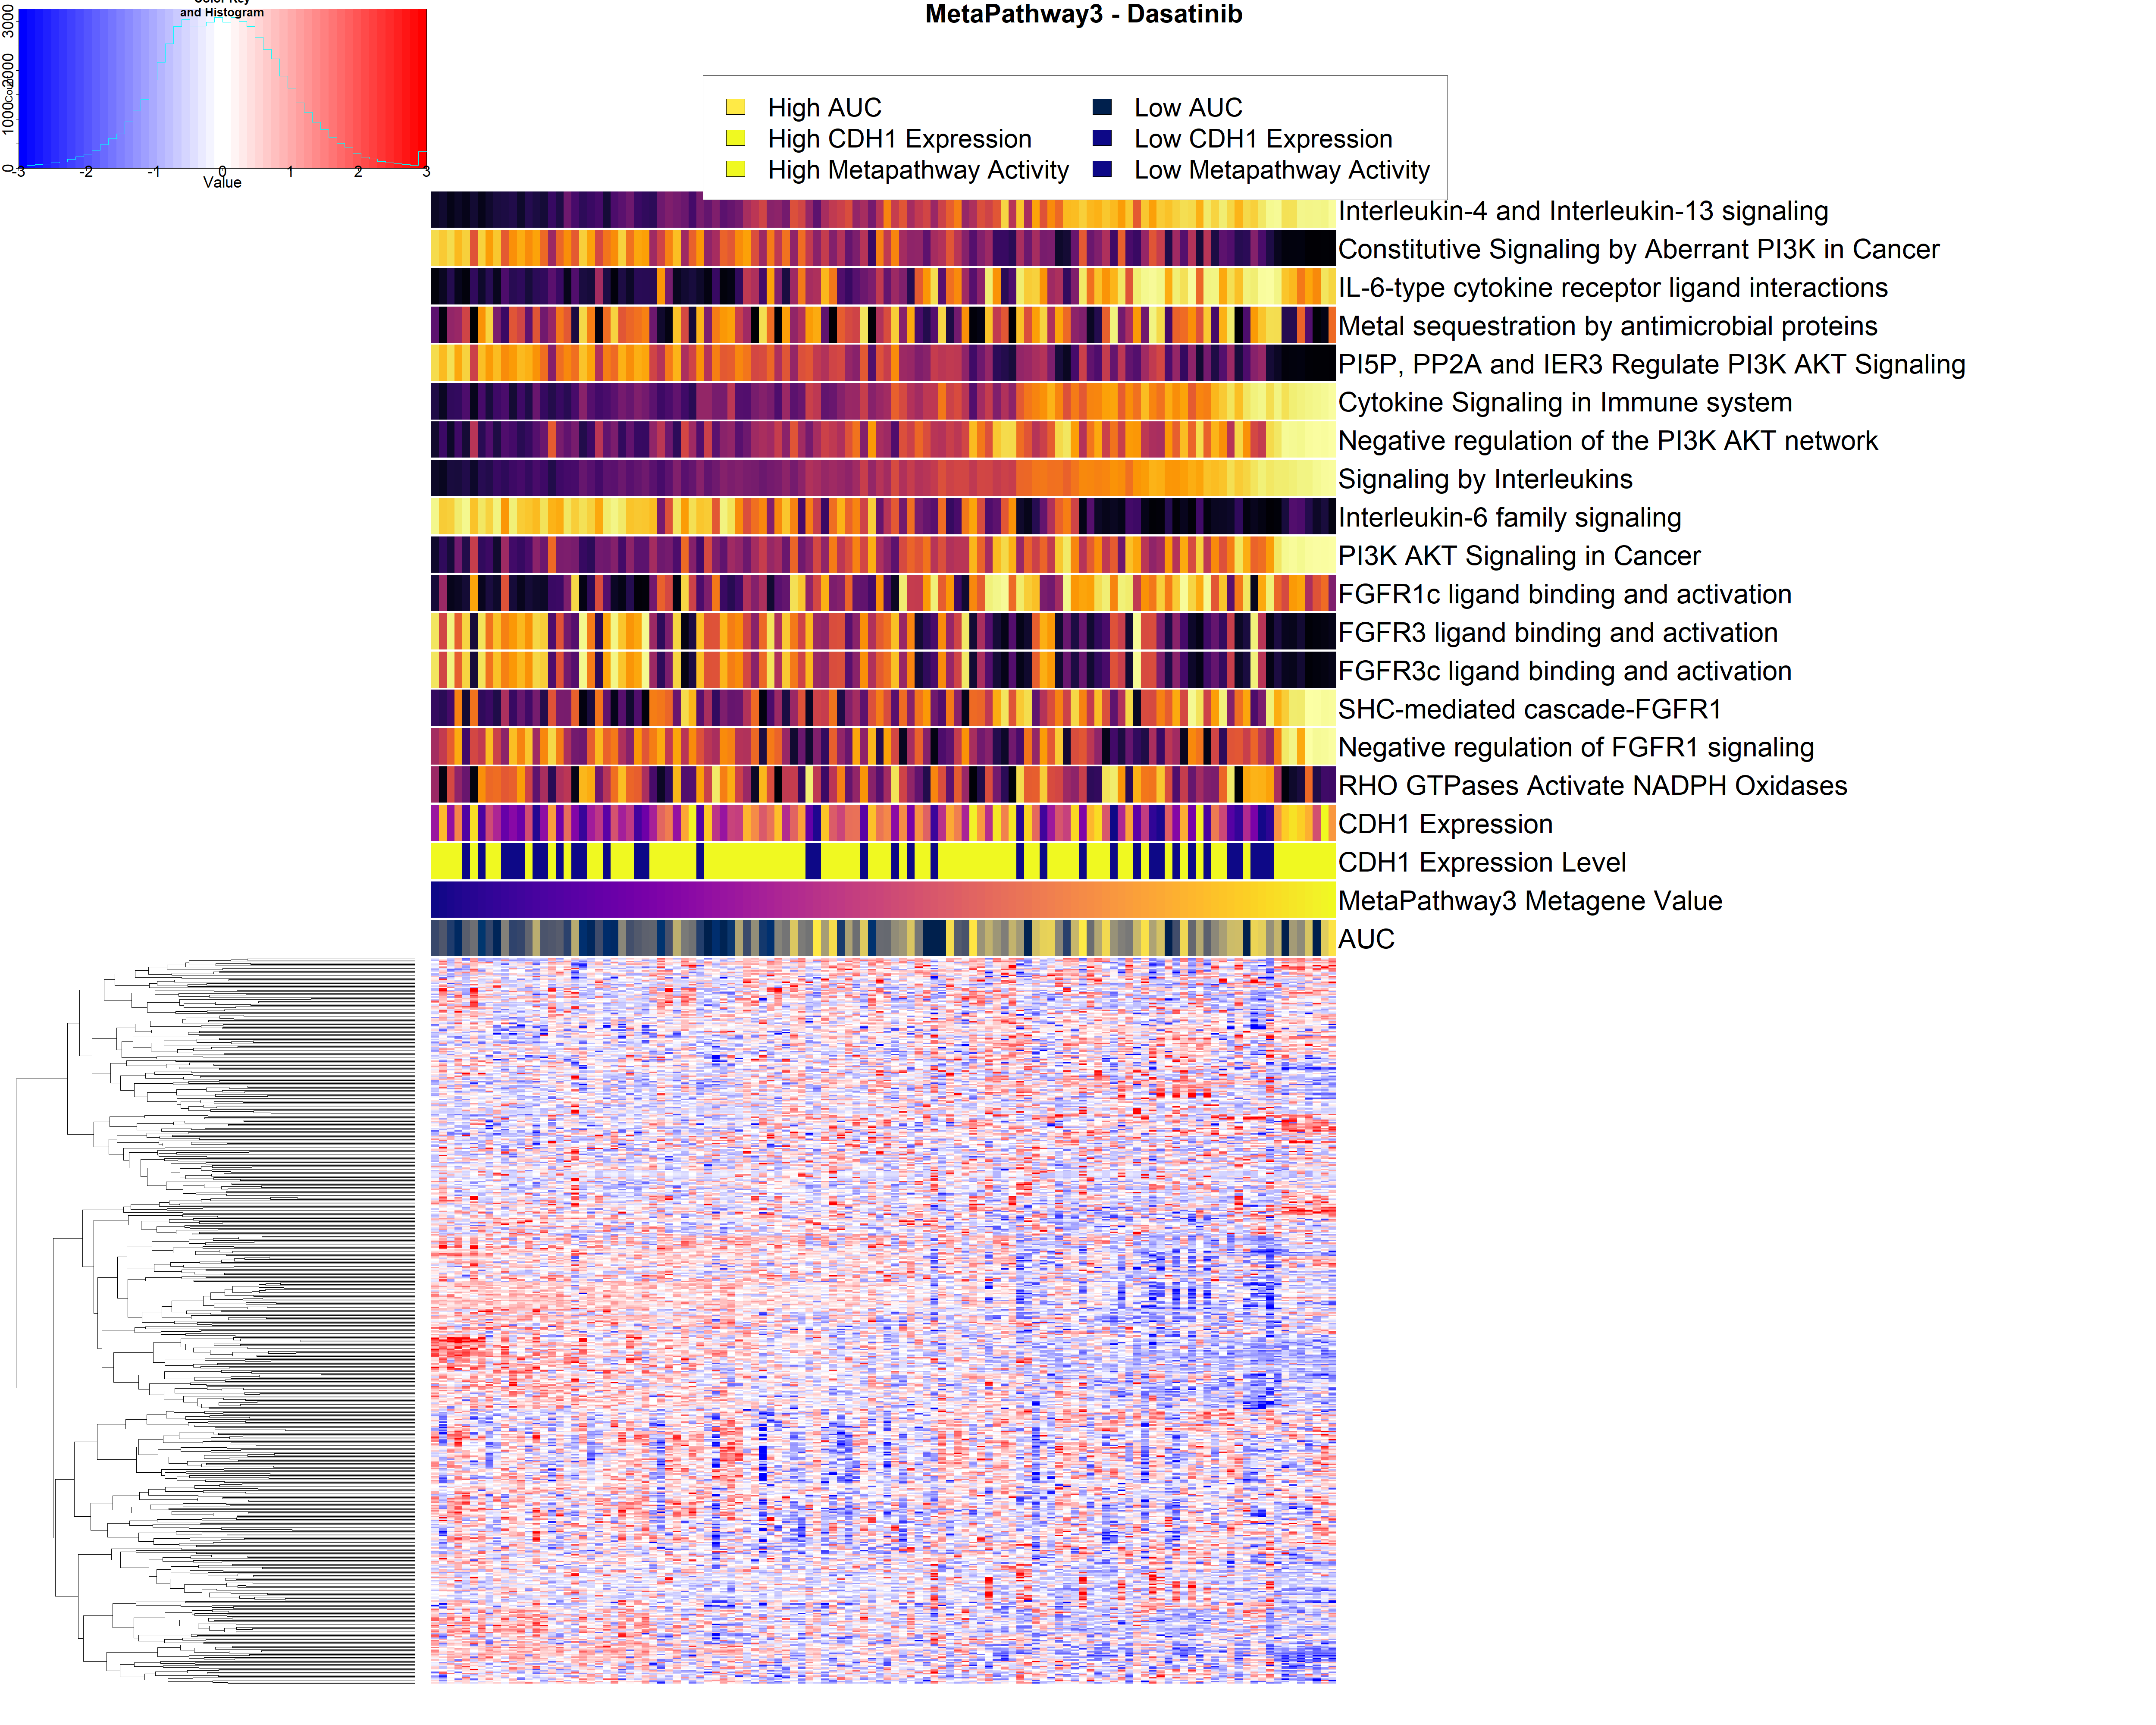 MetaPathway3 - Dasatinib
and Histogram
3000
2000
1000
0
-3 -2 -1 0 1 2 3
Value
High AUC
Low AUC
High CDH1 Expression
Low CDH1 Expression
High Metapathway Activity
Low Metapathway Activity
Interleukin-4 and Interleukin-13 signaling
Constitutive Signaling by Aberrant PI3K in Cancer
IL-6-type cytokine receptor ligand interactions
Metal sequestration by antimicrobial proteins
PI5P, PP2A and IER3 Regulate PI3K AKT Signaling
Cytokine Signaling in Immune system
Negative regulation of the PI3K AKT network
Signaling by Interleukins
Interleukin-6 family signaling
PI3K AKT Signaling in Cancer
FGFR1c ligand binding and activation
FGFR3 ligand binding and activation
FGFR3c ligand binding and activation
SHC-mediated cascade-FGFR1
Negative regulation of FGFR1 signaling
RHO GTPases Activate NADPH Oxidases
CDH1 Expression
CDH1 Expression Level
MetaPathway3 Metagene Value
AUC